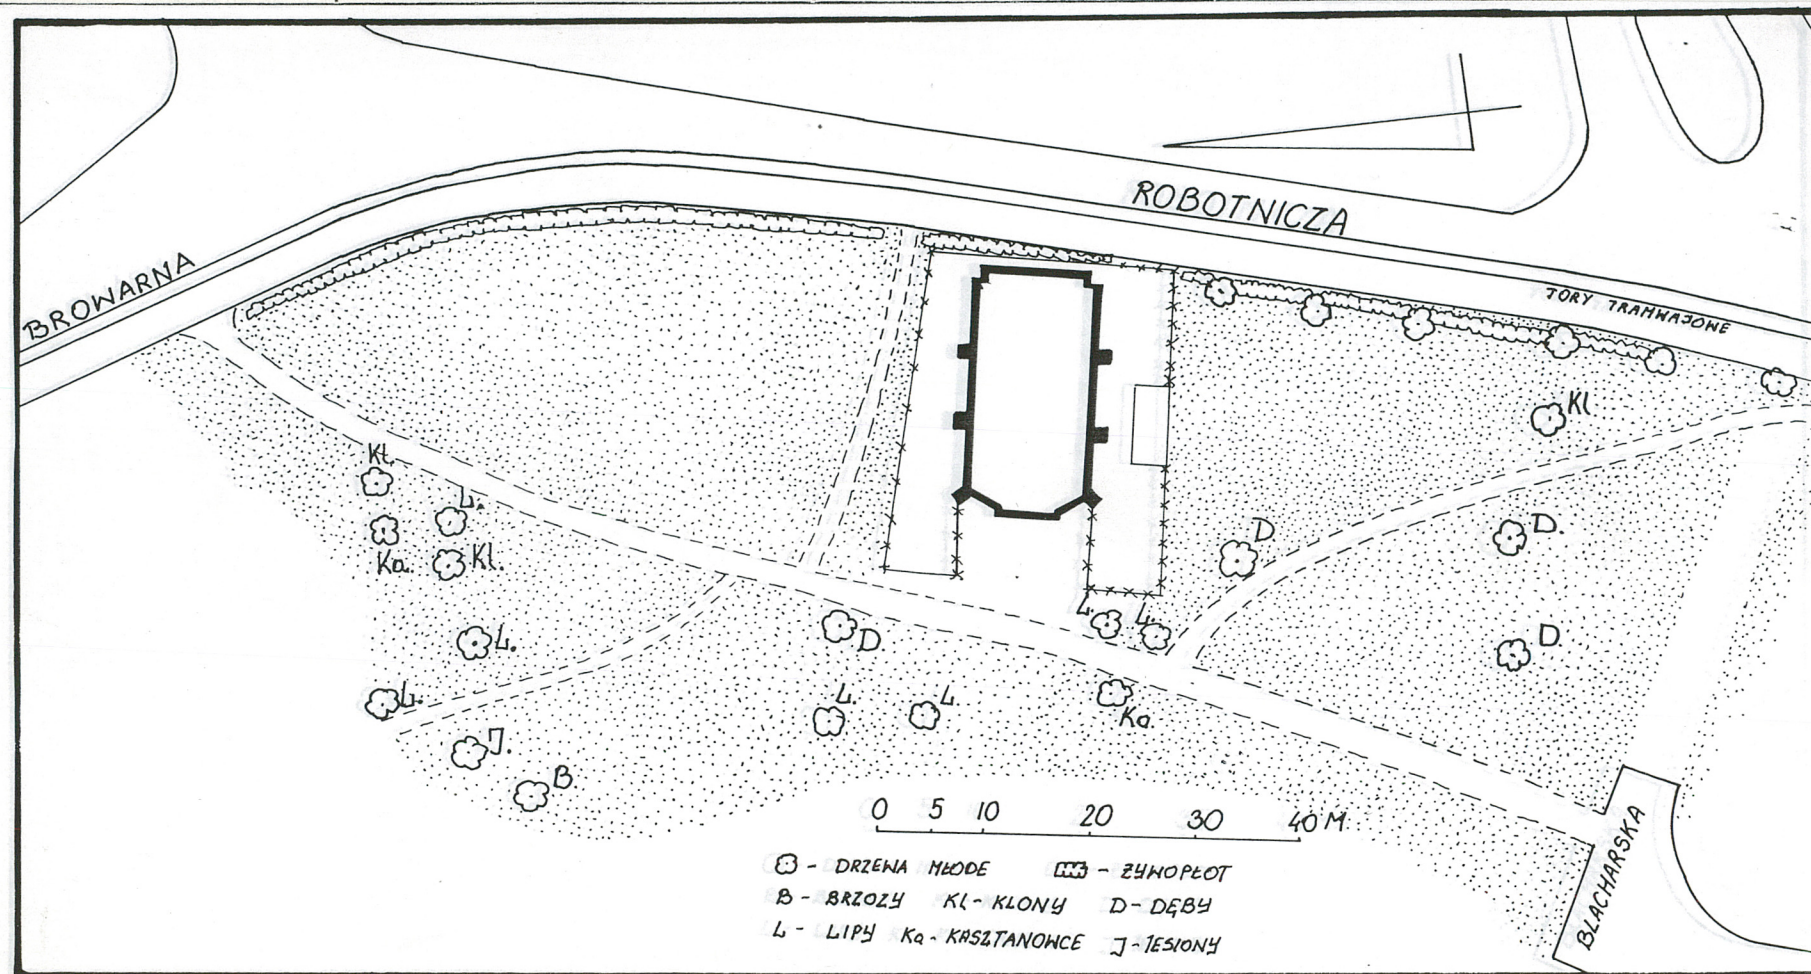 ROBOTNICZA
BROWARNA
TORY TRAMWAJOWE
Kl
Kl.
L.
Ka.
Kl.
D
D.
L.
L.
D.
L.
D
L.
L.
L
Ka
J.
B
0 5 10 20 30 40 M
- DRZEWA MŁODE - ŻYWOPŁOT
B - BRZOZY Kl - KLONY D - DĘBY
L - LIPY Ka - KASZTANOWCE J - JESIONY
BLACHARSKA